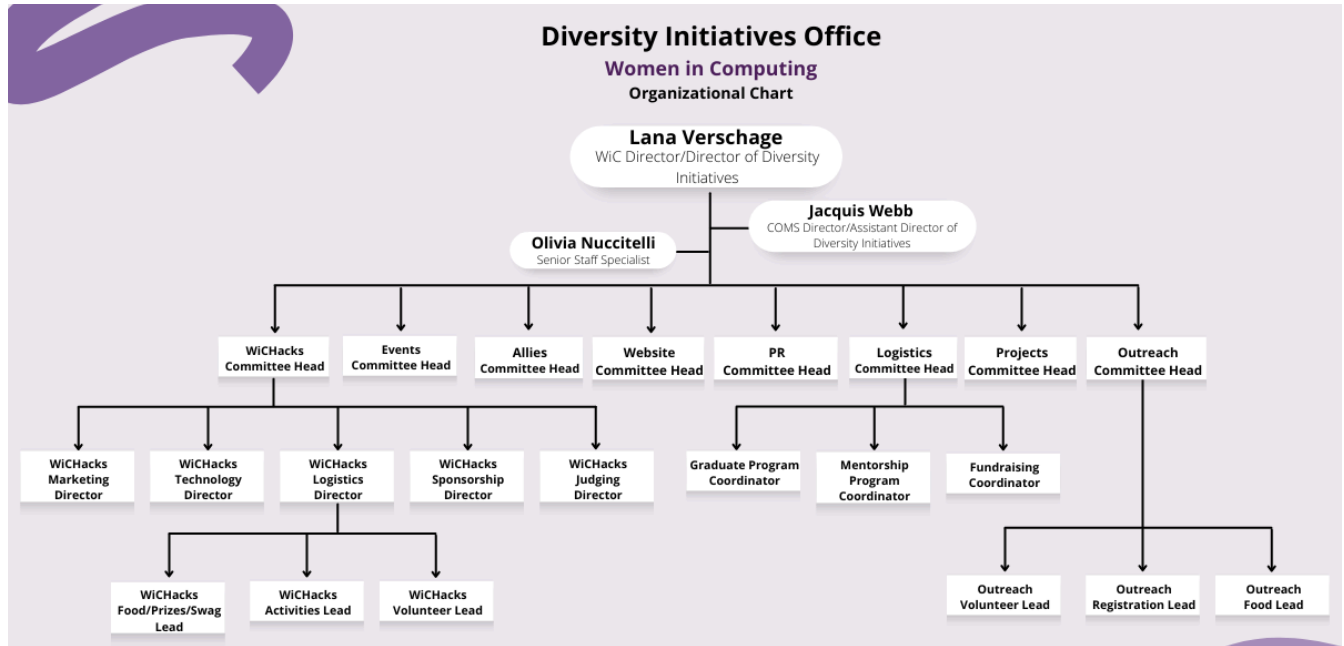 Diversity Initiatives Office
Women in Computing
Organizational Chart
Lana Verschage
WiC Director/Director of Diversity
Initiatives
Jacquis Webb
COMS Director/Assistant Director of
Diversity Initiatives
Olivia Nuccitelli
Senior Staff Specialist
WiCHacks
Committee Head
Events
Committee Head
Allies
Committee Head
Website
Committee Head
PR
Committee Head
Logistics
Committee Head
Projects
Committee Head
Outreach
Committee Head
WiCHacks
Marketing
Director
WiCHacks
Technology
Director
WiCHacks
Logistics
Director
WiCHacks
Sponsorship
Director
WiCHacks
Judging
Director
Graduate Program
Coordinator
Mentorship
Program
Coordinator
Fundraising
Coordinator
WiCHacks
Food/Prizes/Swag
Lead
WiCHacks
Activities Lead
WiCHacks
Volunteer Lead
Outreach
Volunteer Lead
Outreach
Registration Lead
Outreach
Food Lead